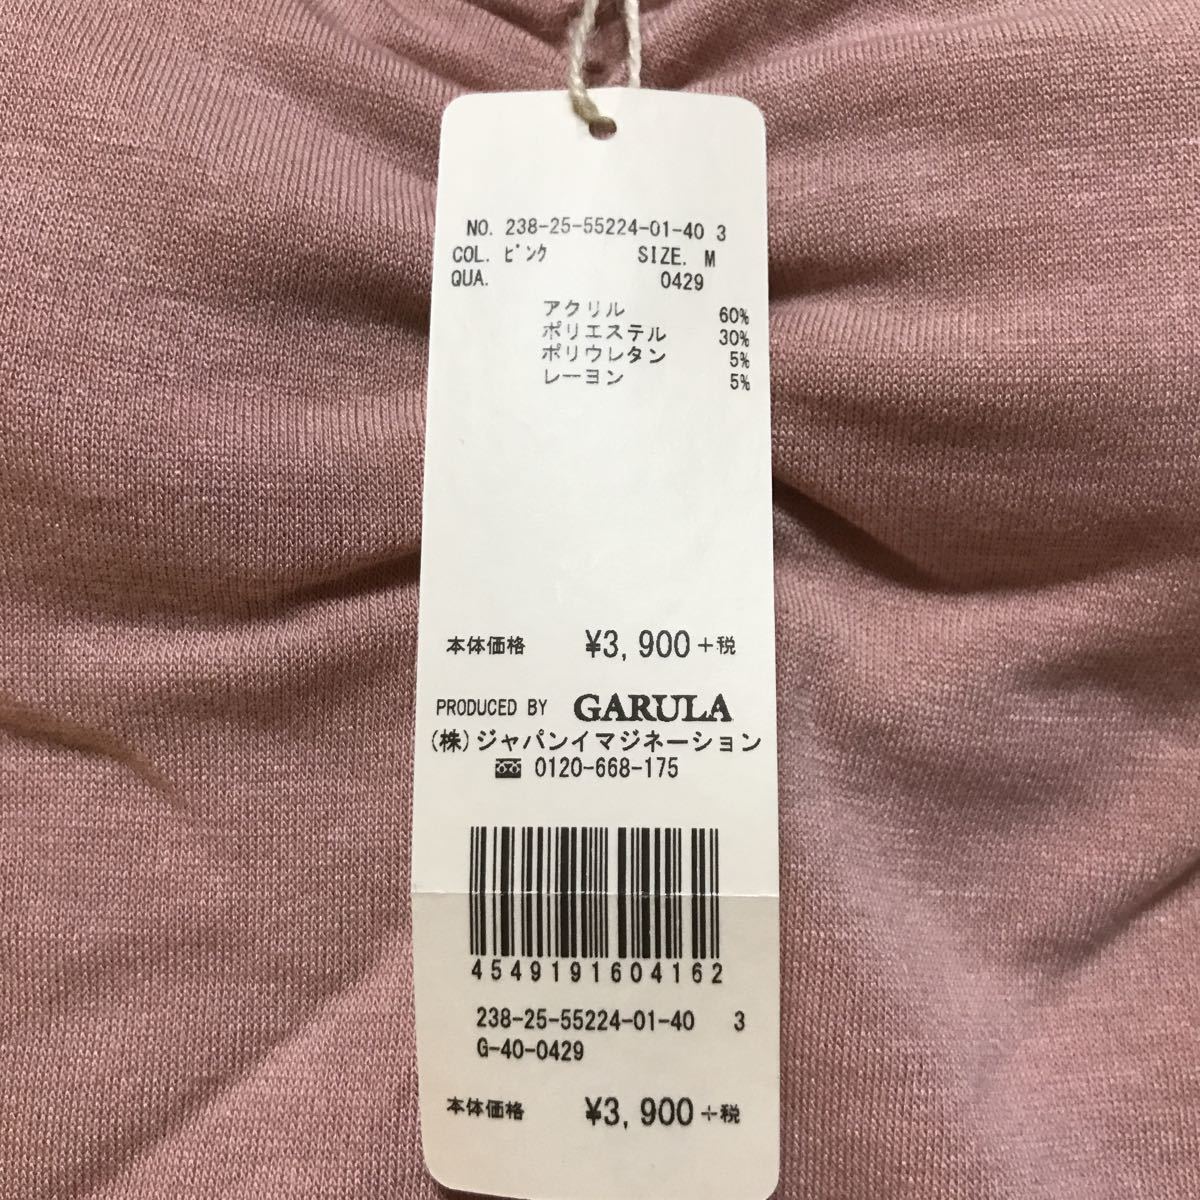 NO. 238-25-55224-01-40 3
COL. ピンク SIZE. M
QUA. 0429
アクリル 60%
ポリエステル 30%
ポリウレタン 5%
レーヨン 5%
本体価格 ¥3,900+税
PRODUCED BY GARULA
(株)ジャパンイマジネーション
0120-668-175
4549191604162
238-25-55224-01-40 3
G-40-0429
本体価格 ¥3,900+税